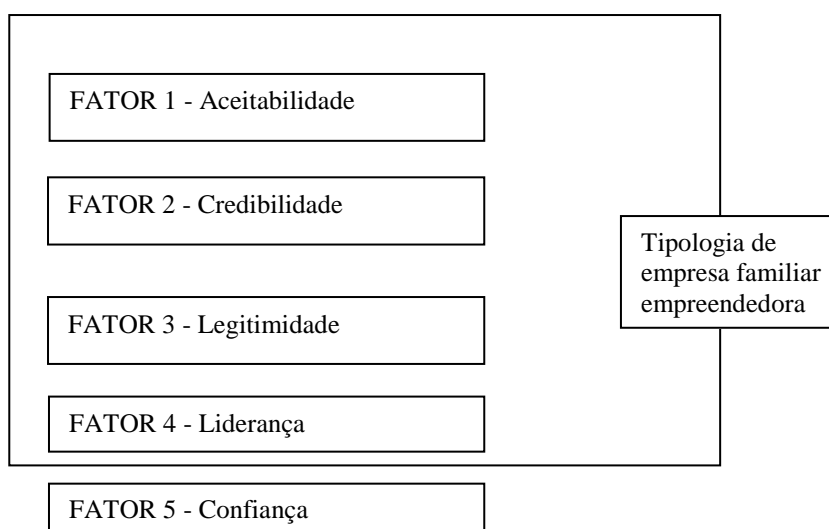 FATOR 1 - Aceitabilidade
FATOR 2 - Credibilidade
Tipologia de
empresa familiar
empreendedora
FATOR 3 - Legitimidade
FATOR 4 - Liderança
FATOR 5 - Confiança